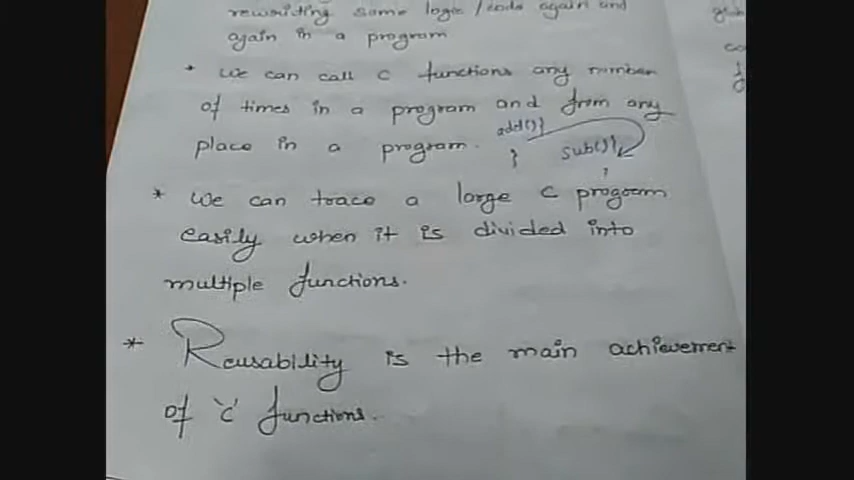 rewriting same logic/code again and
again in a program
* We can call C functions any number
of times in a program and from any
place in a program.
add(){
}
sub(){
}
* We can trace a large C program
easily when it is divided into
multiple functions.
* Reusability is the main achievement
of 'c' functions.